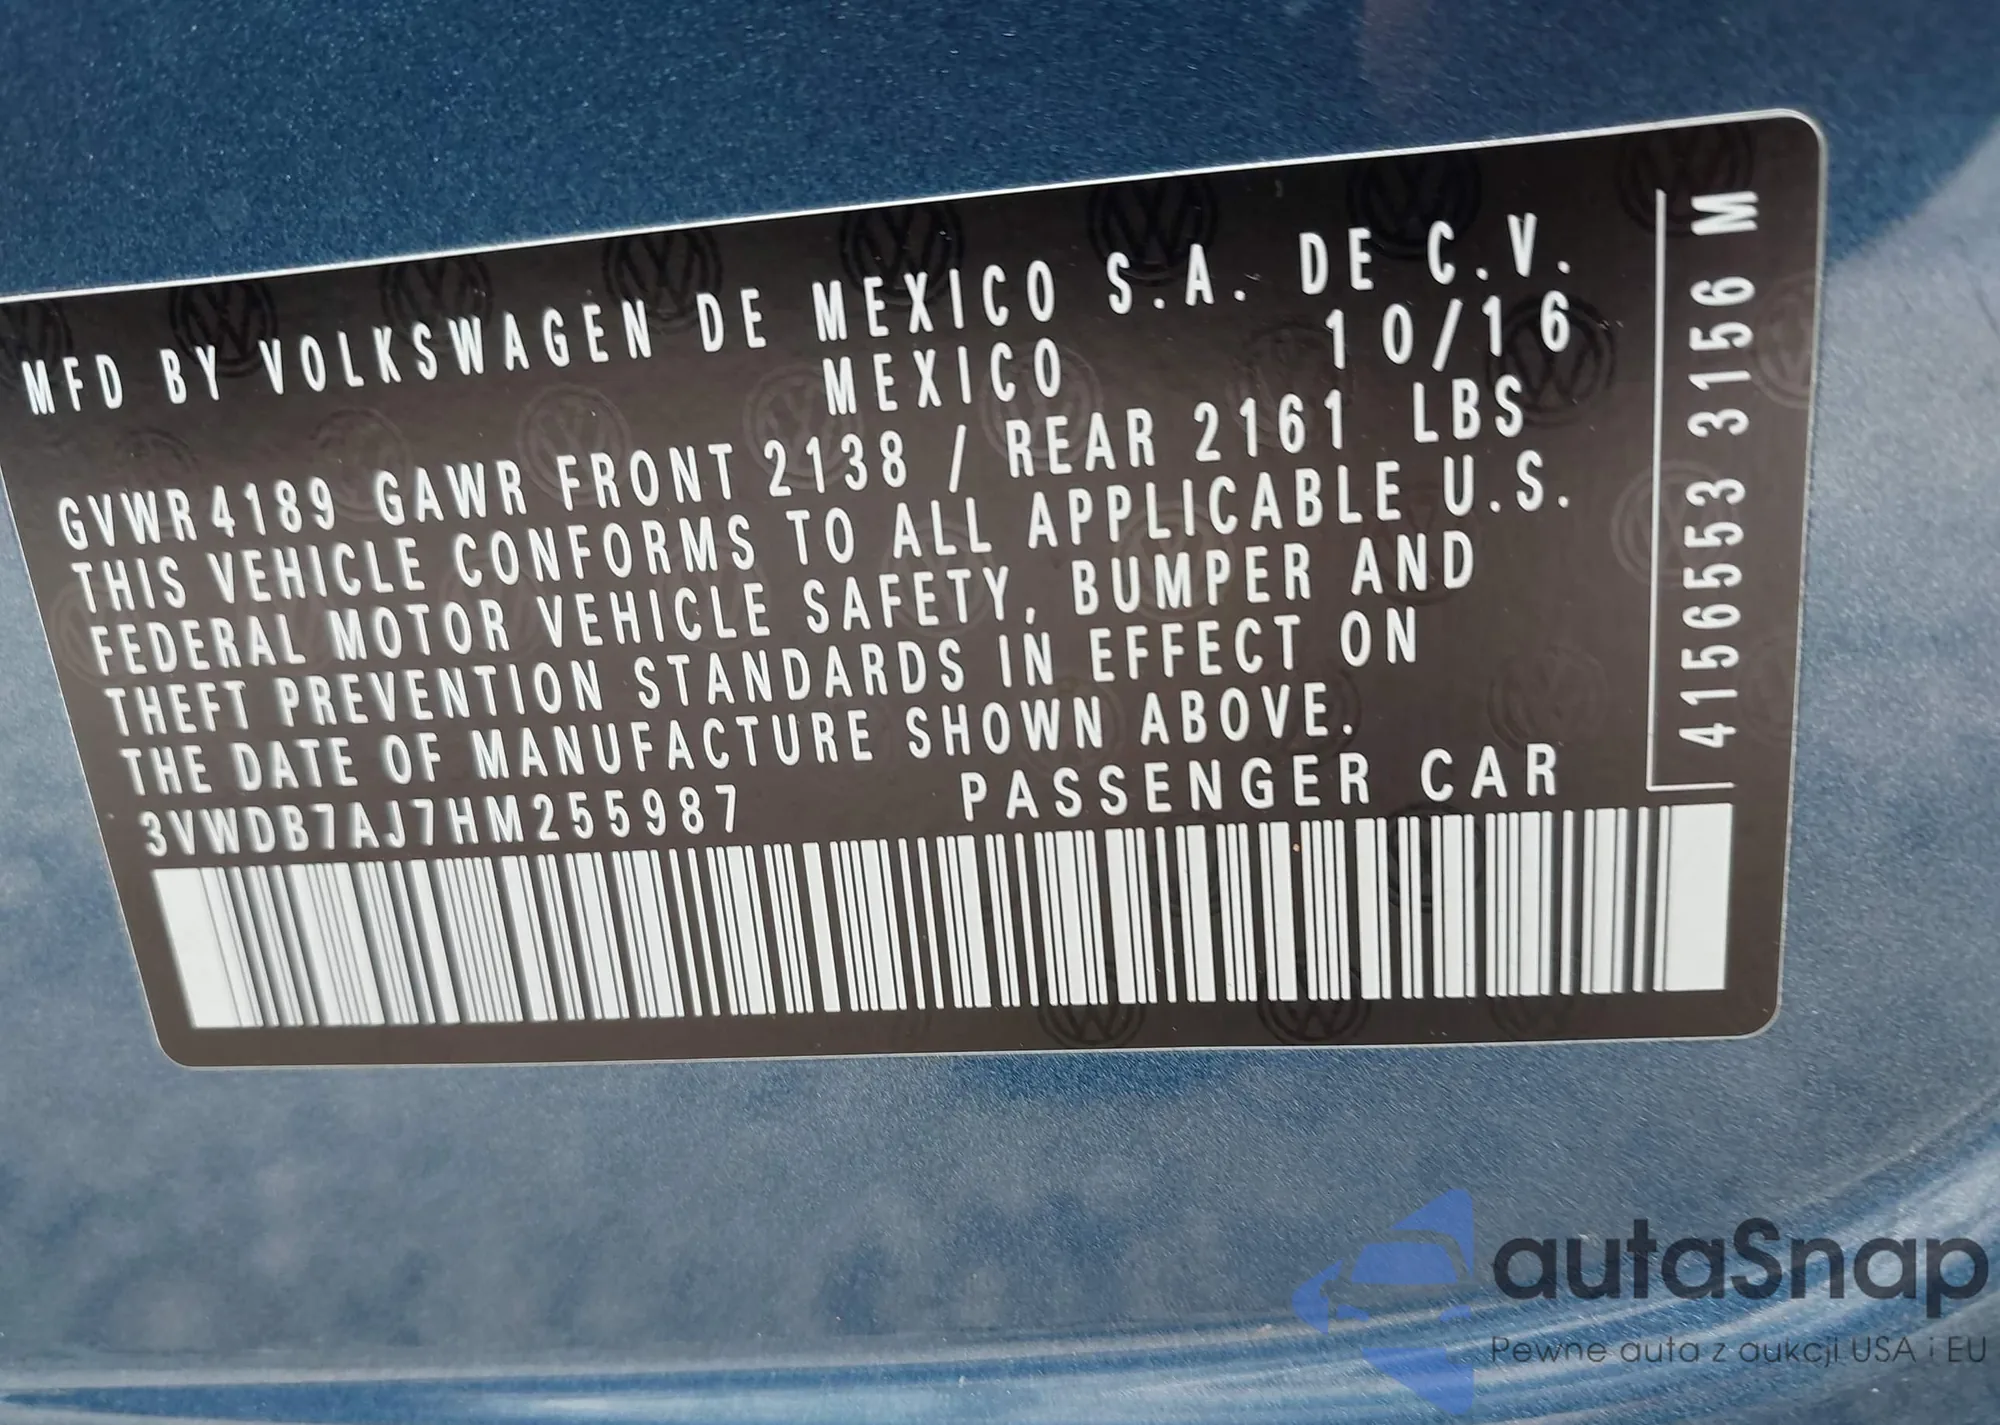 MFD BY VOLKSWAGEN DE MEXICO S.A. DE C.V.
MEXICO 10/16
GVWR 4189 GAWR FRONT 2138 / REAR 2161 LBS
THIS VEHICLE CONFORMS TO ALL APPLICABLE U.S.
FEDERAL MOTOR VEHICLE SAFETY, BUMPER AND
THEFT PREVENTION STANDARDS IN EFFECT ON
THE DATE OF MANUFACTURE SHOWN ABOVE.
3VWDB7AJ7HM255987 PASSENGER CAR
4156553 3156 M
autaSnap
Pewne auta z aukcji USA i EU